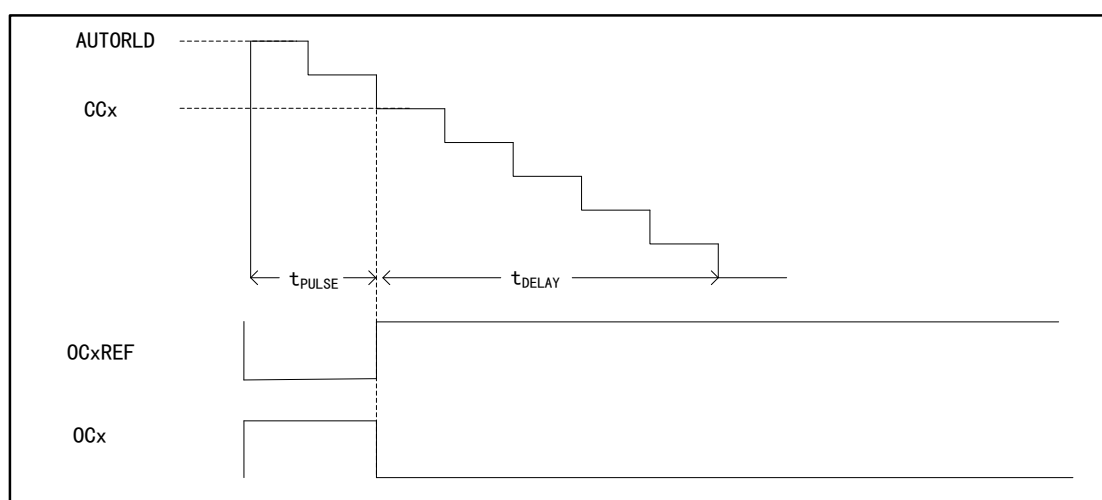 AUTORLD
CCx
tPULSE
tDELAY
OCxREF
OCx